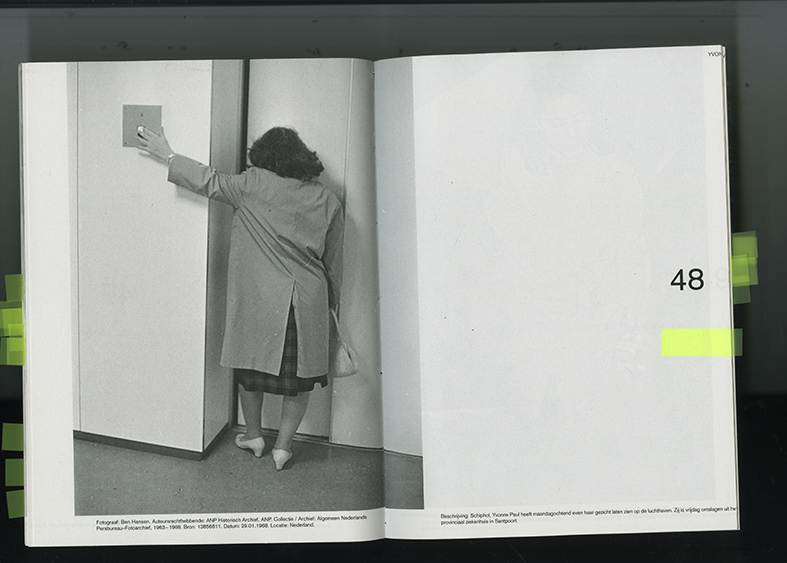 YVON
48
Fotograaf: Ben Hansen. Auteursrechthebbende: ANP Historisch Archief, ANP. Collectie / Archief: Algemeen Nederlands
Persbureau–Fotoarchief, 1963–1968. Bron: 13656811. Datum: 29.01.1968. Locatie: Nederland.
Beschrijving: Schiphol, Yvonne Paul heeft maandagochtend even haar gezicht laten zien op de luchthaven. Zij is vrijdag ontslagen uit he
provinciaal ziekenhuis in Santpoort.